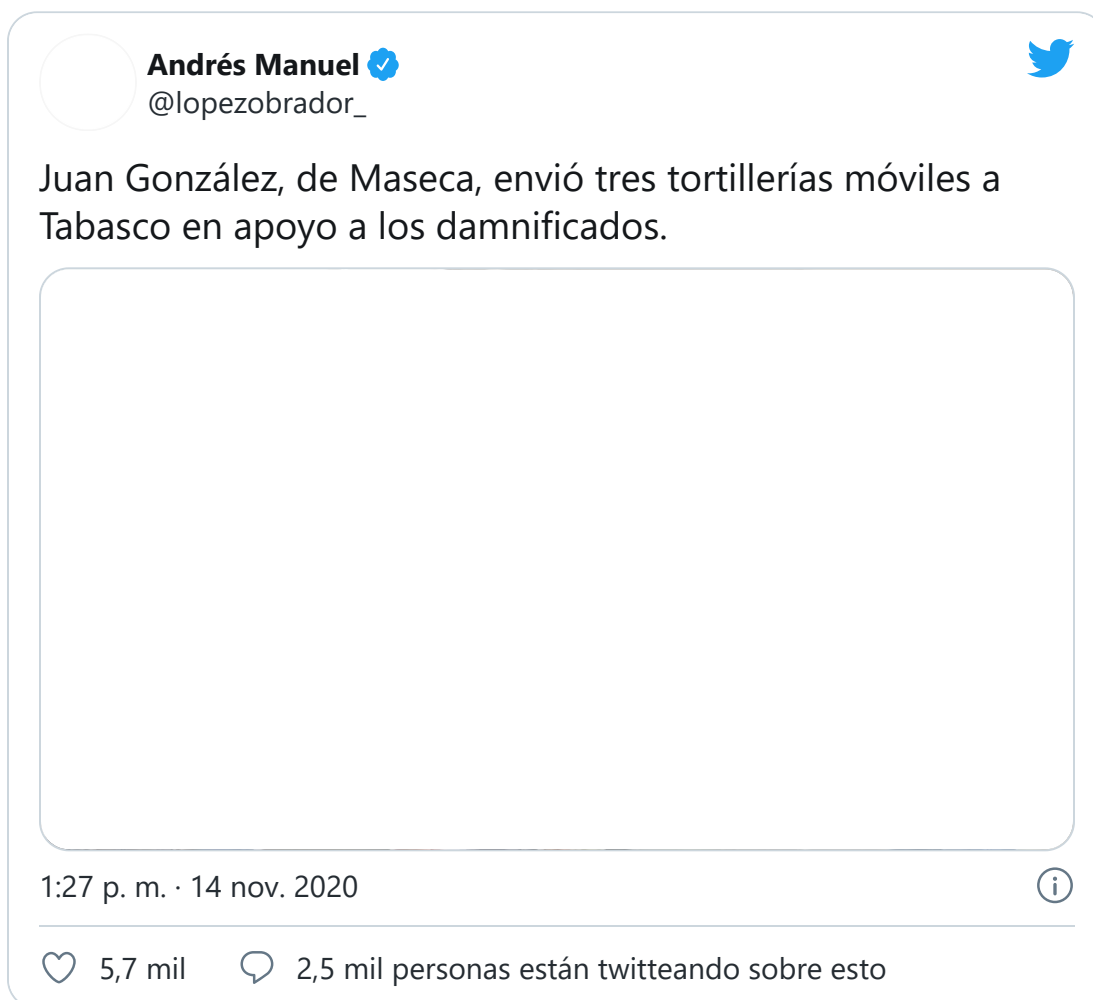 Andrés Manuel
@lopezobrador_
Juan González, de Maseca, envió tres tortillerías móviles a
Tabasco en apoyo a los damnificados.
1:27 p. m. · 14 nov. 2020
5,7 mil 2,5 mil personas están twitteando sobre esto